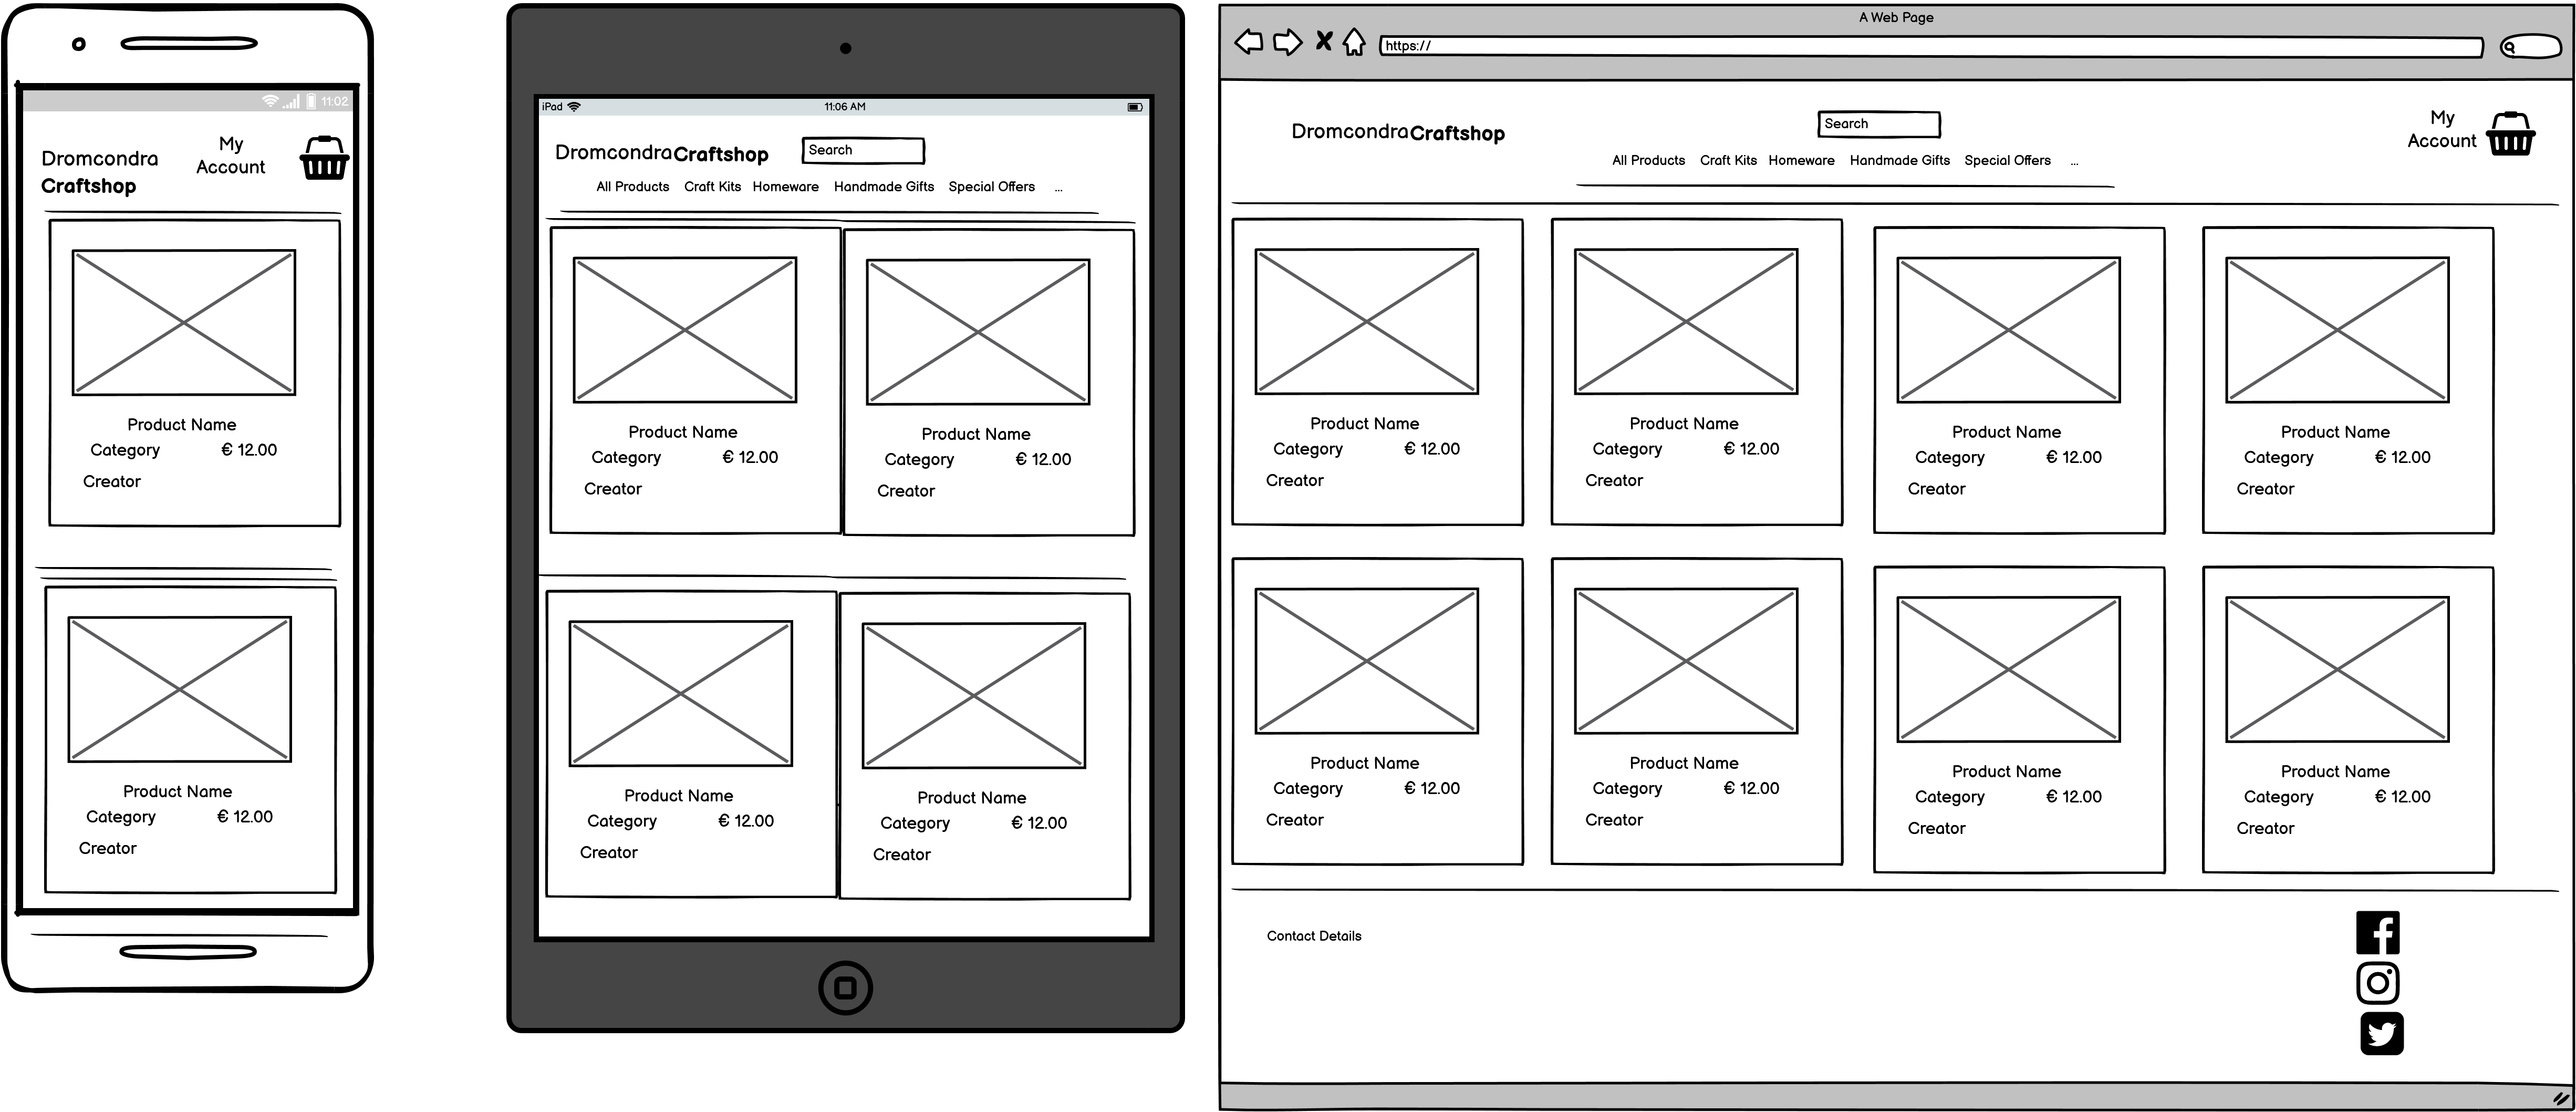 11:02
Dromcondra
Craftshop
My
Account
Product Name
Category € 12.00
Creator
Product Name
Category € 12.00
Creator
iPad 11:06 AM
DromcondraCraftshop Search
All Products Craft Kits Homeware Handmade Gifts Special Offers ...
Product Name Product Name
Category € 12.00 Category € 12.00
Creator Creator
Product Name Product Name
Category € 12.00 Category € 12.00
Creator Creator
A Web Page
https://
DromcondraCraftshop Search My
Account
All Products Craft Kits Homeware Handmade Gifts Special Offers ...
Product Name Product Name Product Name Product Name
Category € 12.00 Category € 12.00 Category € 12.00 Category € 12.00
Creator Creator Creator Creator
Product Name Product Name Product Name Product Name
Category € 12.00 Category € 12.00 Category € 12.00 Category € 12.00
Creator Creator Creator Creator
Contact Details